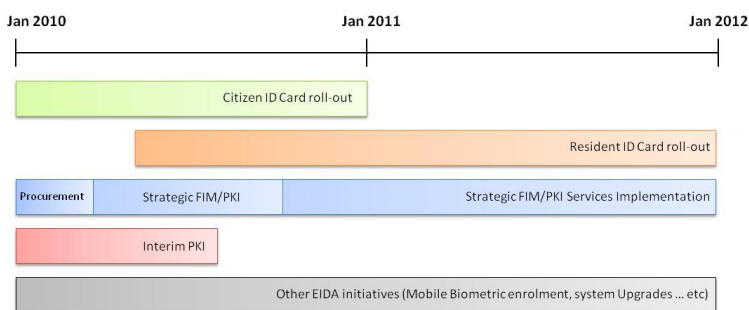 Jan 2010 Jan 2011 Jan 2012
Citizen ID Card roll-out
Resident ID Card roll-out
Procurement Strategic FIM/PKI Strategic FIM/PKI Services Implementation
Interim PKI
Other EIDA initiatives (Mobile Biometric enrolment, system Upgrades ... etc)